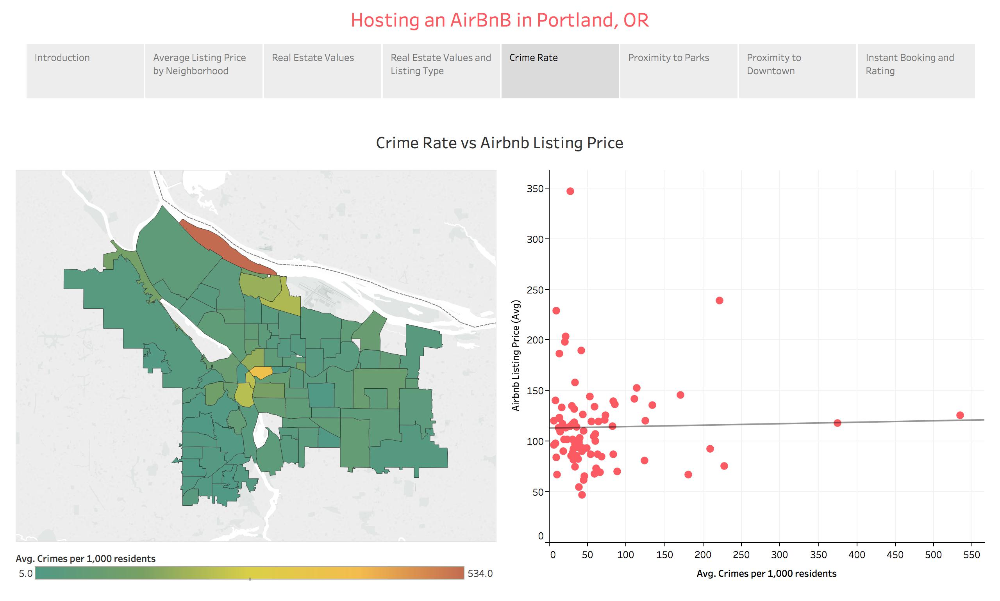 Hosting an AirBnB in Portland, OR
Introduction
Average Listing Price
by Neighborhood
Real Estate Values
Real Estate Values and
Listing Type
Crime Rate
Proximity to Parks
Proximity to
Downtown
Instant Booking and
Rating
Crime Rate vs Airbnb Listing Price
Avg. Crimes per 1,000 residents
5.0
534.0
Airbnb Listing Price (Avg)
350
300
250
200
150
100
50
0
0 50 100 150 200 250 300 350 400 450 500 550
Avg. Crimes per 1,000 residents